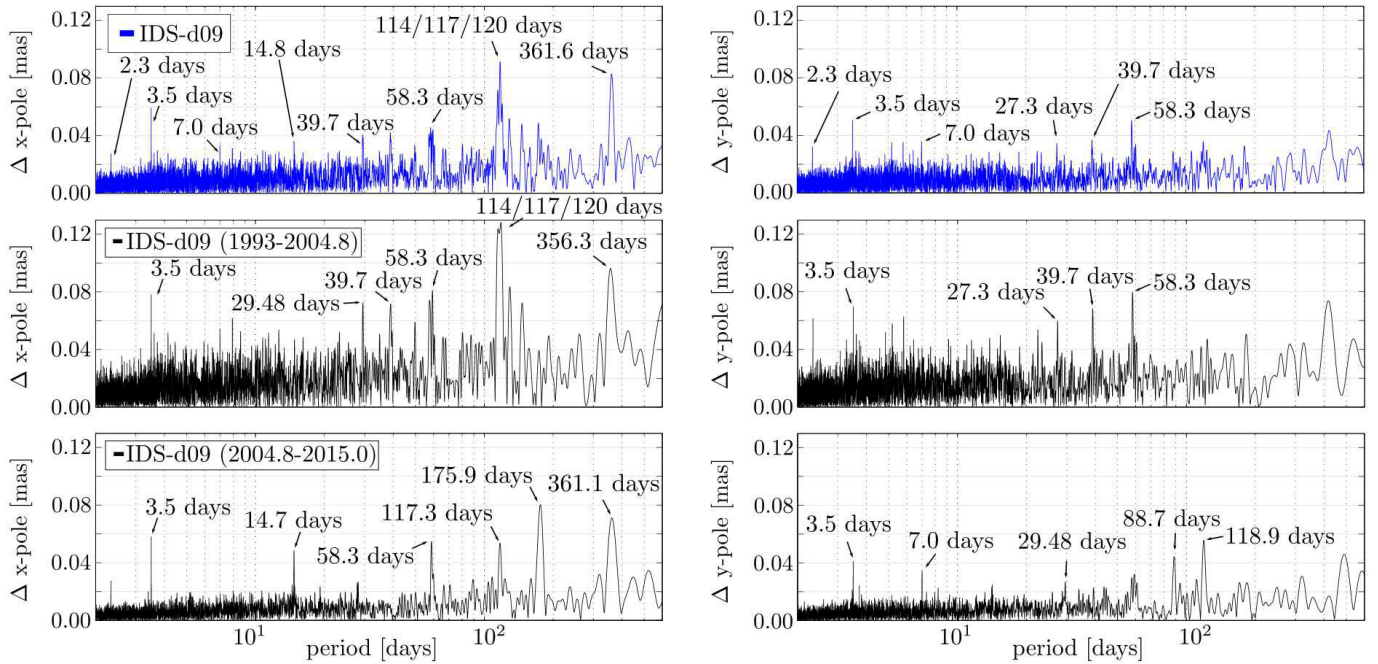 0.12
0.08
0.04
0.00
Δ x-pole [mas]
IDS-d09
2.3 days
3.5 days
7.0 days
14.8 days
39.7 days
58.3 days
114/117/120 days
361.6 days
0.12
0.08
0.04
0.00
Δ y-pole [mas]
2.3 days
3.5 days
7.0 days
27.3 days
39.7 days
58.3 days
0.12
0.08
0.04
0.00
Δ x-pole [mas]
IDS-d09 (1993-2004.8)
3.5 days
29.48 days
39.7 days
58.3 days
114/117/120 days
356.3 days
0.12
0.08
0.04
0.00
Δ y-pole [mas]
3.5 days
27.3 days
39.7 days
58.3 days
0.12
0.08
0.04
0.00
Δ x-pole [mas]
IDS-d09 (2004.8-2015.0)
3.5 days
14.7 days
58.3 days
117.3 days
175.9 days
361.1 days
10¹
10²
period [days]
0.12
0.08
0.04
0.00
Δ y-pole [mas]
3.5 days
7.0 days
29.48 days
88.7 days
118.9 days
10¹
10²
period [days]